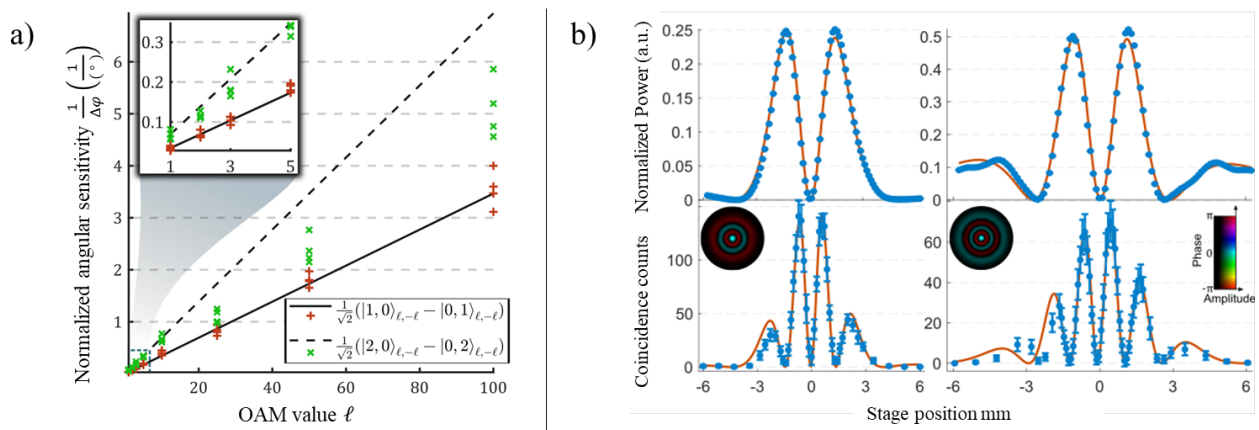 a)
Normalized angular sensitivity 1/Δφ (1/(°))
6
5
4
3
2
1
20 40 60 80 100
OAM value ℓ
0.3
0.2
0.1
1 3 5
1/√2(|1,0⟩ℓ,−ℓ − |0,1⟩ℓ,−ℓ)
1/√2(|2,0⟩ℓ,−ℓ − |0,2⟩ℓ,−ℓ)
b)
Normalized Power (a.u.)
0.25
0.2
0.15
0.1
0.05
0
0.5
0.4
0.3
0.2
0.1
0
Coincidence counts
100
50
0
-6 -3 0 3 6
60
40
20
0
-6 -3 0 3 6
Phase
π
0
-π
Amplitude
Stage position mm